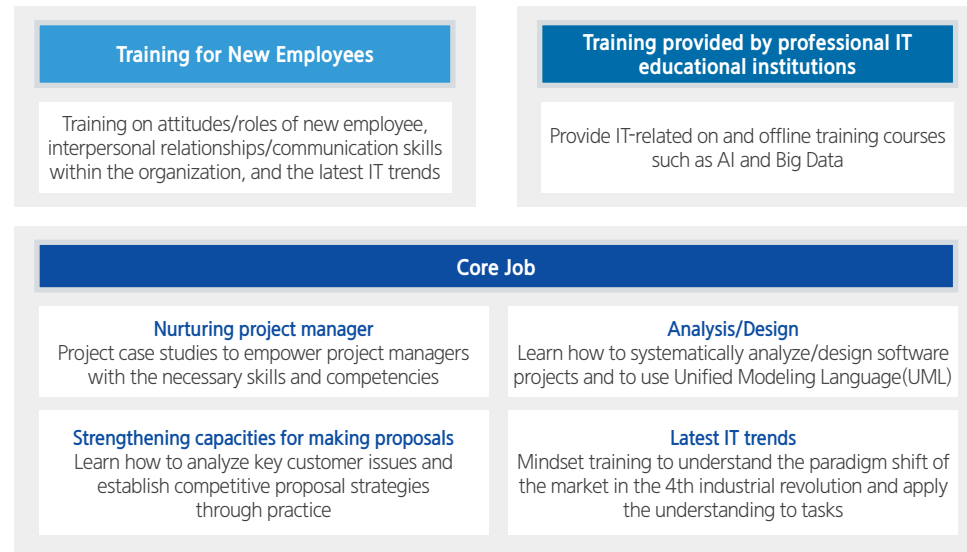 Training for New Employees
Training on attitudes/roles of new employee,
interpersonal relationships/communication skills
within the organization, and the latest IT trends
Training provided by professional IT
educational institutions
Provide IT-related on and offline training courses
such as AI and Big Data
Core Job
Nurturing project manager
Project case studies to empower project managers
with the necessary skills and competencies
Analysis/Design
Learn how to systematically analyze/design software
projects and to use Unified Modeling Language(UML)
Strengthening capacities for making proposals
Learn how to analyze key customer issues and
establish competitive proposal strategies
through practice
Latest IT trends
Mindset training to understand the paradigm shift of
the market in the 4th industrial revolution and apply
the understanding to tasks